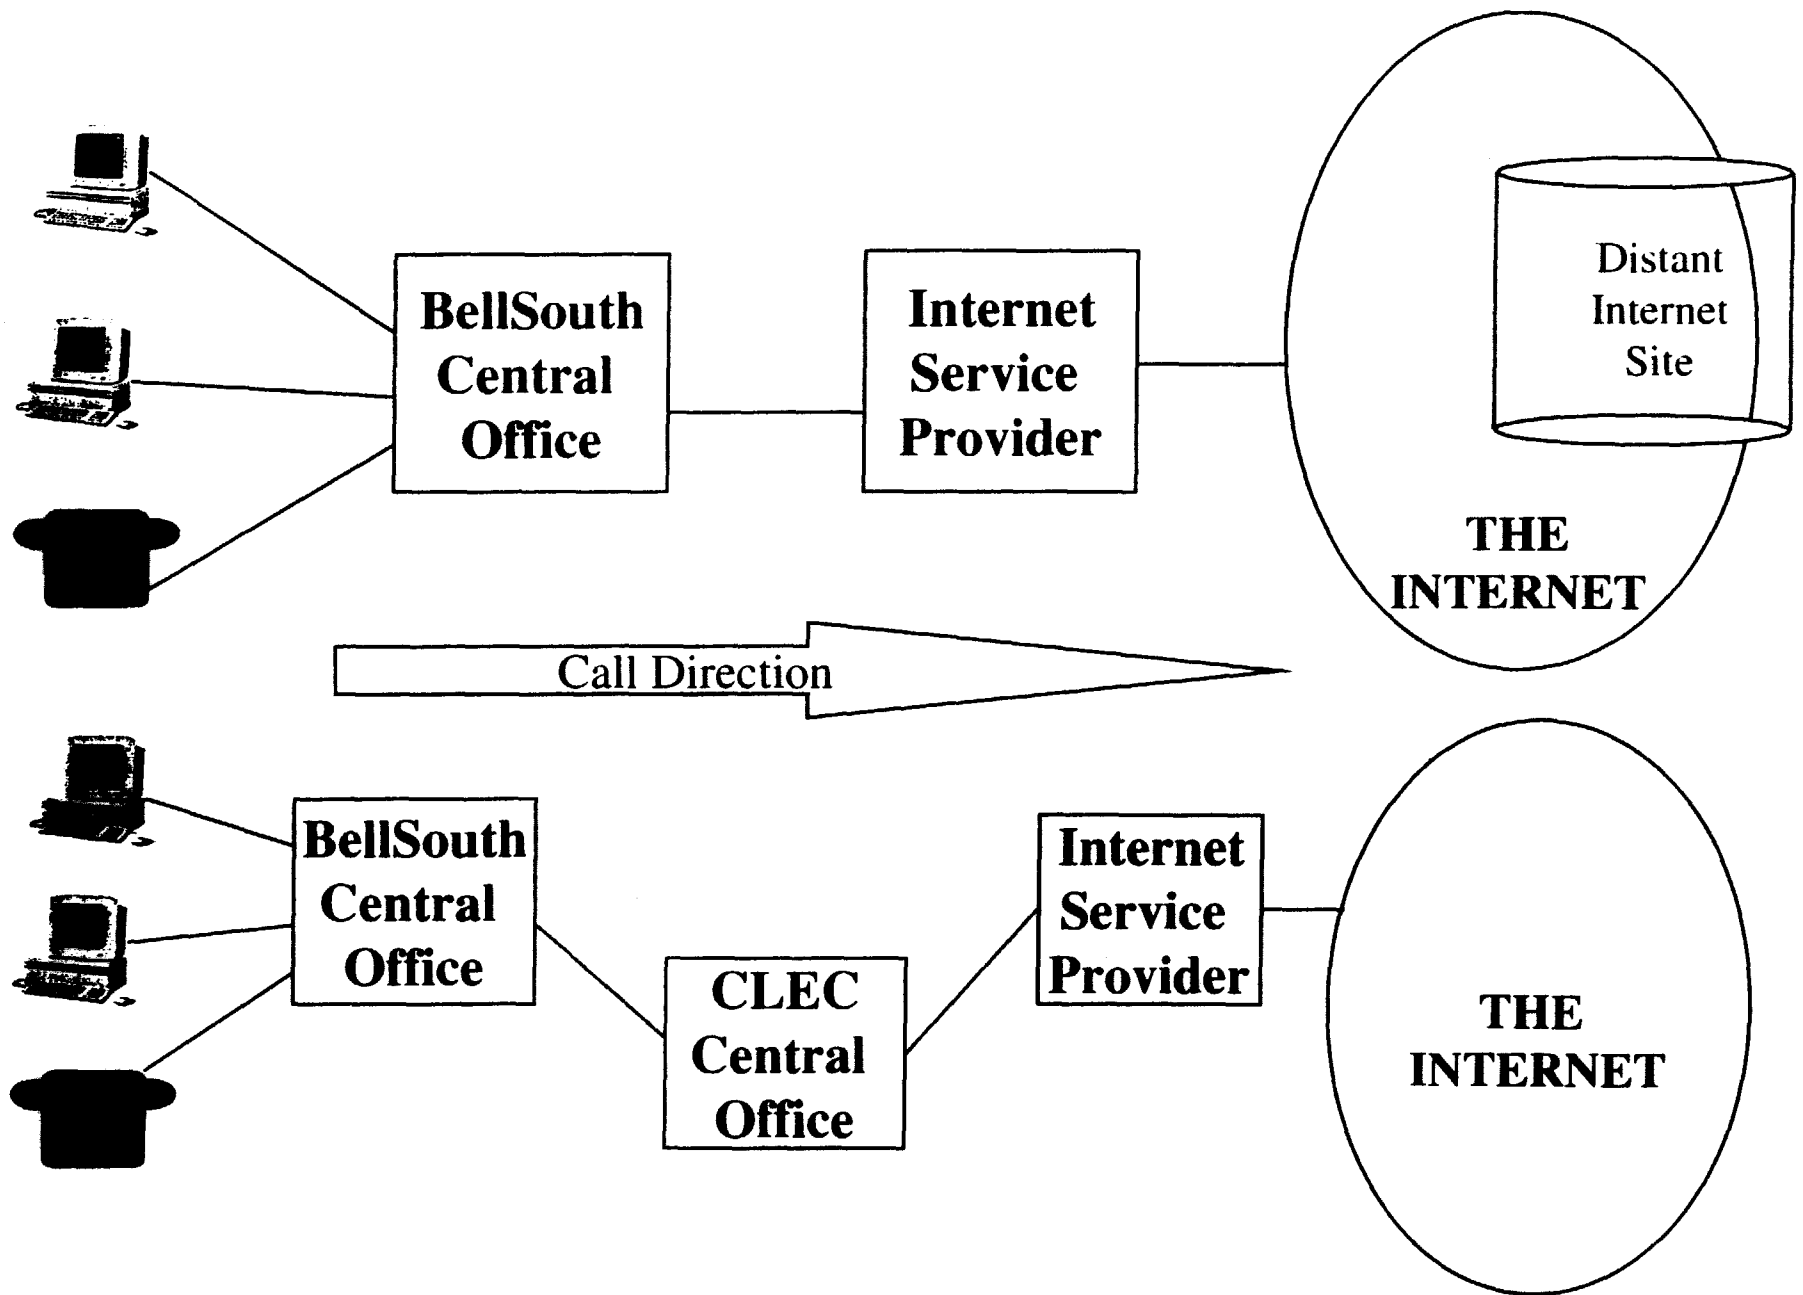 BellSouth
Central
Office
Internet
Service
Provider
Distant
Internet
Site
THE
INTERNET
Call Direction
BellSouth
Central
Office
CLEC
Central
Office
Internet
Service
Provider
THE
INTERNET